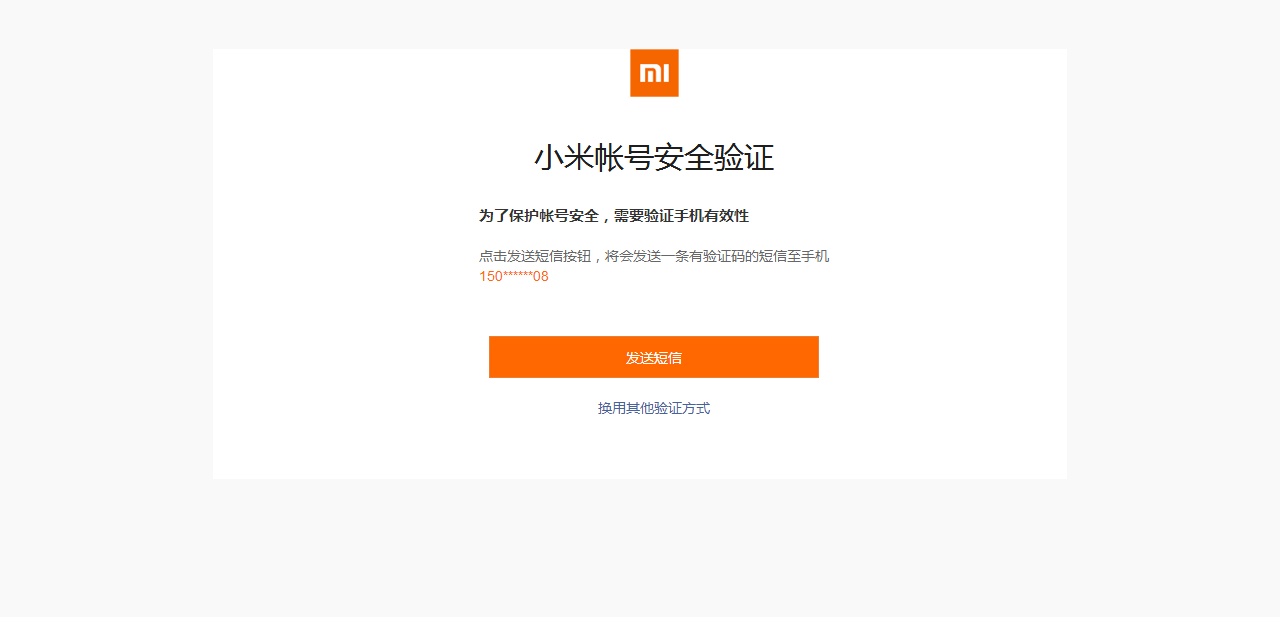 mi
小米帐号安全验证
为了保护帐号安全，需要验证手机有效性
点击发送短信按钮，将会发送一条有验证码的短信至手机
150******08
发送短信
换用其他验证方式